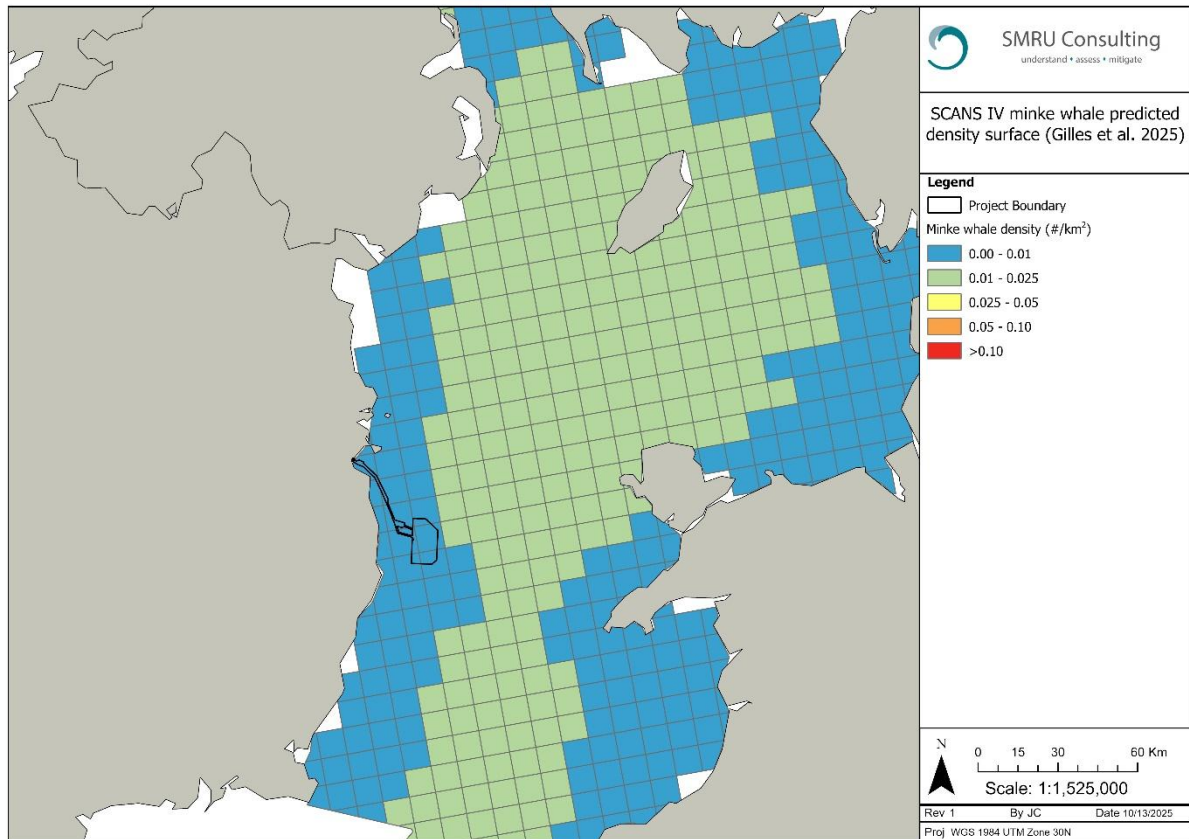 SMRU Consulting
understand • assess • mitigate
SCANS IV minke whale predicted
density surface (Gilles et al. 2025)
Legend
Project Boundary
Minke whale density (#/km²)
0.00 - 0.01
0.01 - 0.025
0.025 - 0.05
0.05 - 0.10
>0.10
N
0 15 30 60 Km
Scale: 1:1,525,000
Rev 1 By JC Date 10/13/2025
Proj WGS 1984 UTM Zone 30N